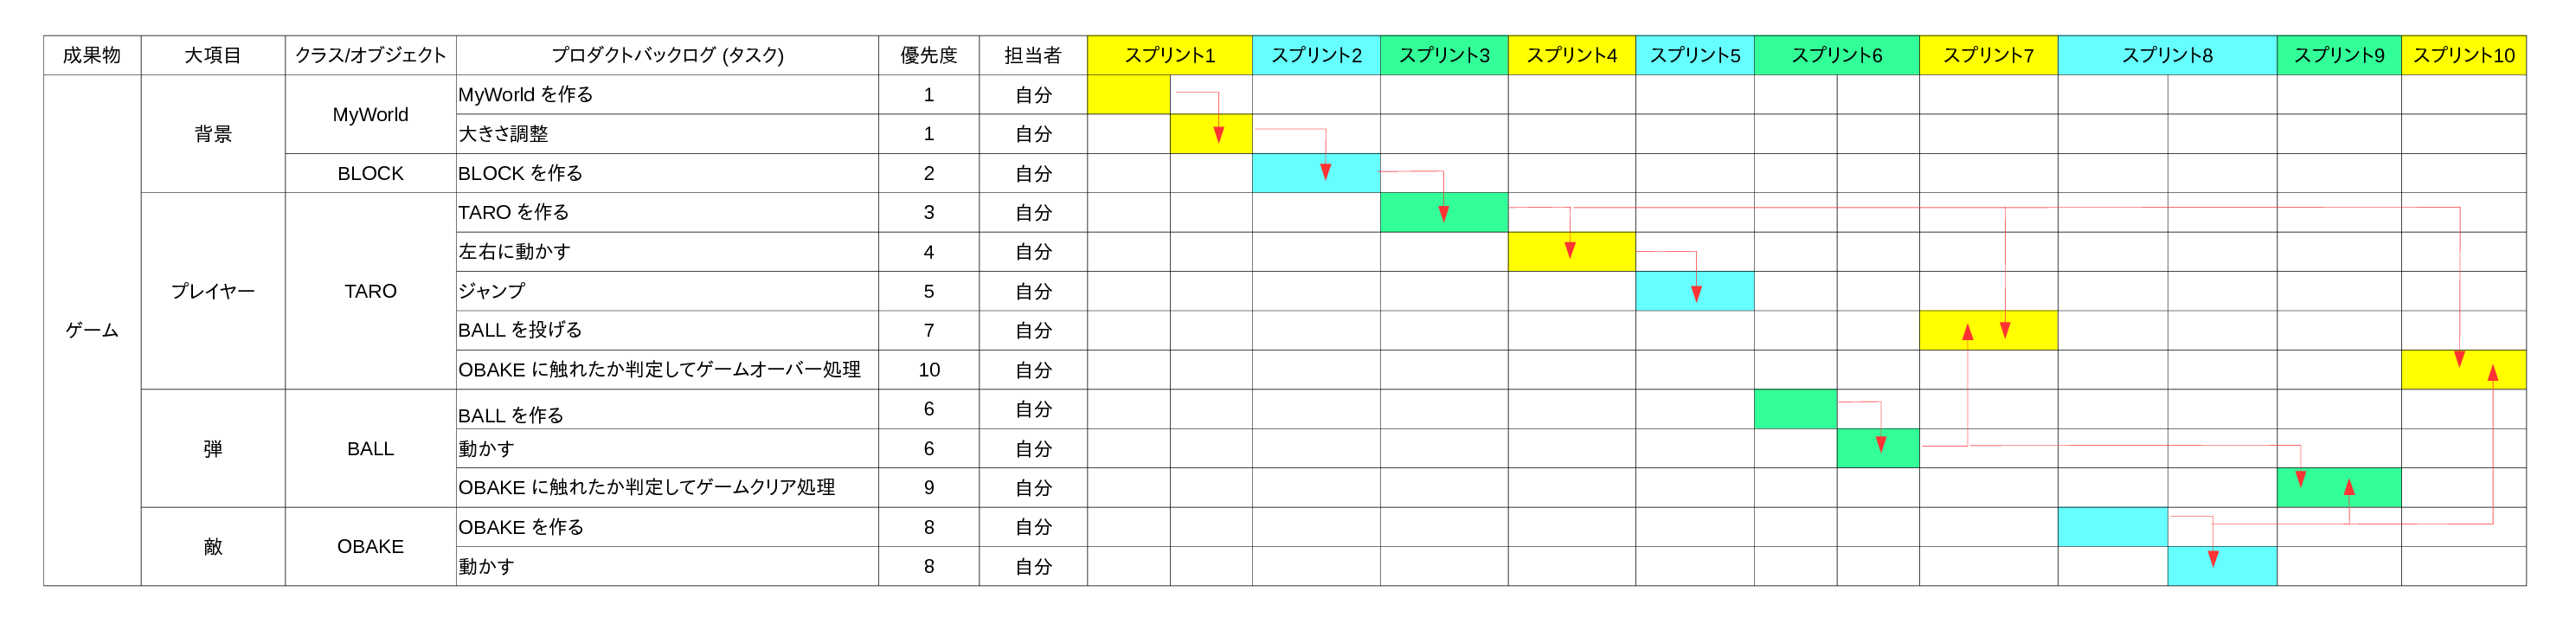 成果物 大項目 クラス/オブジェクト プロダクトバックログ (タスク) 優先度 担当者 スプリント1 スプリント2 スプリント3 スプリント4 スプリント5 スプリント6 スプリント7 スプリント8 スプリント9 スプリント10
ゲーム
背景
MyWorld
MyWorld を作る 1 自分
大きさ調整 1 自分
BLOCK
BLOCK を作る 2 自分
プレイヤー
TARO
TARO を作る 3 自分
左右に動かす 4 自分
ジャンプ 5 自分
BALL を投げる 7 自分
OBAKE に触れたか判定してゲームオーバー処理 10 自分
弾
BALL
BALL を作る 6 自分
動かす 6 自分
OBAKE に触れたか判定してゲームクリア処理 9 自分
敵
OBAKE
OBAKE を作る 8 自分
動かす 8 自分